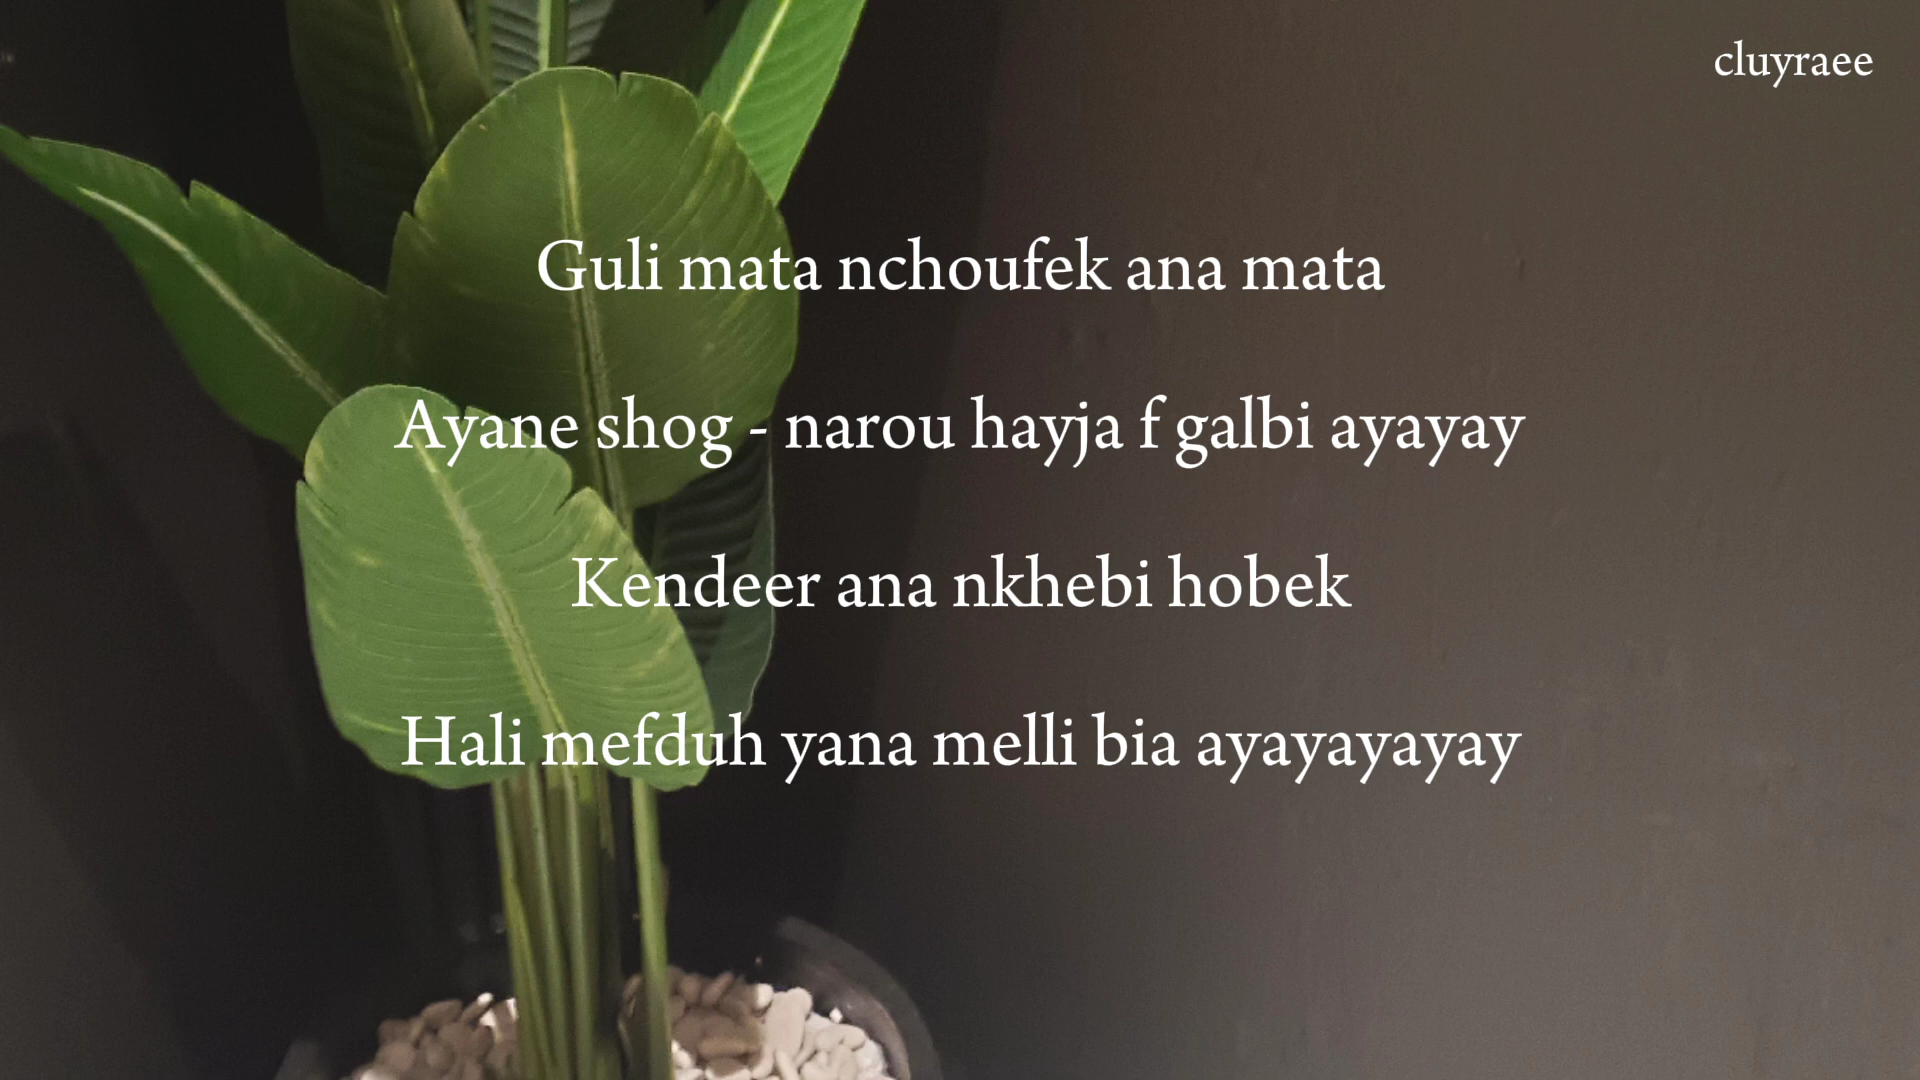 cluyraee
Guli mata nchoufek ana mata
Ayane shog - narou hayja f galbi ayayay
Kendeer ana nkhebi hobek
Hali mefduh yana melli bia ayayayayay